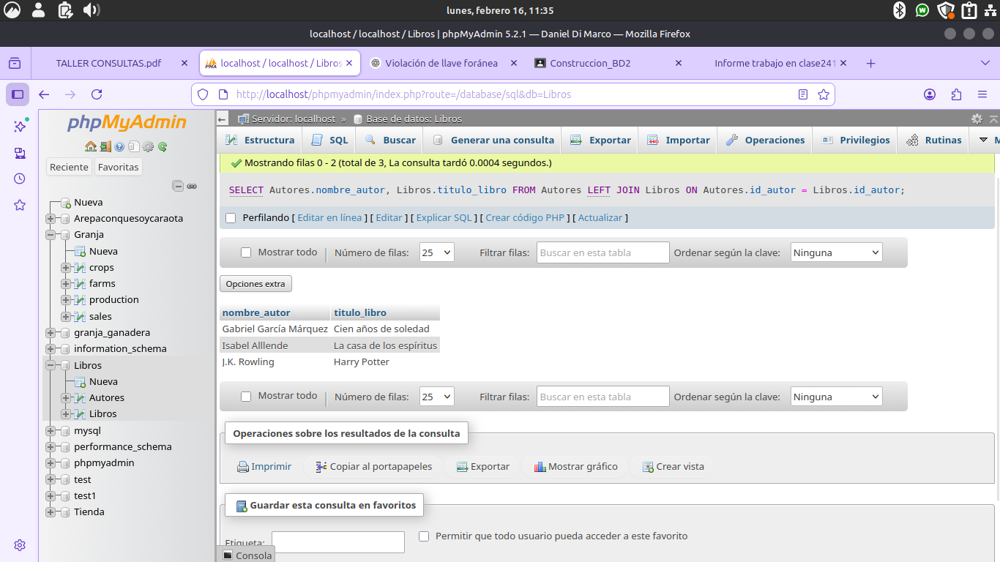 lunes, febrero 16, 11:35
localhost / localhost / Libros | phpMyAdmin 5.2.1 — Daniel Di Marco — Mozilla Firefox
TALLER CONSULTAS.pdf
localhost / localhost / Libros
Violación de llave foránea
Construccion_BD2
Informe trabajo en clase241
http://localhost/phpmyadmin/index.php?route=/database/sql&db=Libros
phpMyAdmin
Reciente
Favoritas
Nueva
Arepaconquesoycaraota
Granja
Nueva
crops
farms
production
sales
granja_ganadera
information_schema
Libros
Nueva
Autores
Libros
mysql
performance_schema
phpmyadmin
test
test1
Tienda
Servidor: localhost » Base de datos: Libros
Estructura
SQL
Buscar
Generar una consulta
Exportar
Importar
Operaciones
Privilegios
Rutinas
M
Mostrando filas 0 - 2 (total de 3, La consulta tardó 0.0004 segundos.)
SELECT Autores.nombre_autor, Libros.titulo_libro FROM Autores LEFT JOIN Libros ON Autores.id_autor = Libros.id_autor;
Perfilando [ Editar en línea ] [ Editar ] [ Explicar SQL ] [ Crear código PHP ] [ Actualizar ]
Mostrar todo
Número de filas: 25
Filtrar filas: Buscar en esta tabla
Ordenar según la clave: Ninguna
Opciones extra
nombre_autor titulo_libro
Gabriel García Márquez Cien años de soledad
Isabel Alllende La casa de los espíritus
J.K. Rowling Harry Potter
Mostrar todo
Número de filas: 25
Filtrar filas: Buscar en esta tabla
Ordenar según la clave: Ninguna
Operaciones sobre los resultados de la consulta
Imprimir
Copiar al portapapeles
Exportar
Mostrar gráfico
Crear vista
Guardar esta consulta en favoritos
Etiqueta:
Permitir que todo usuario pueda acceder a este favorito
Consola